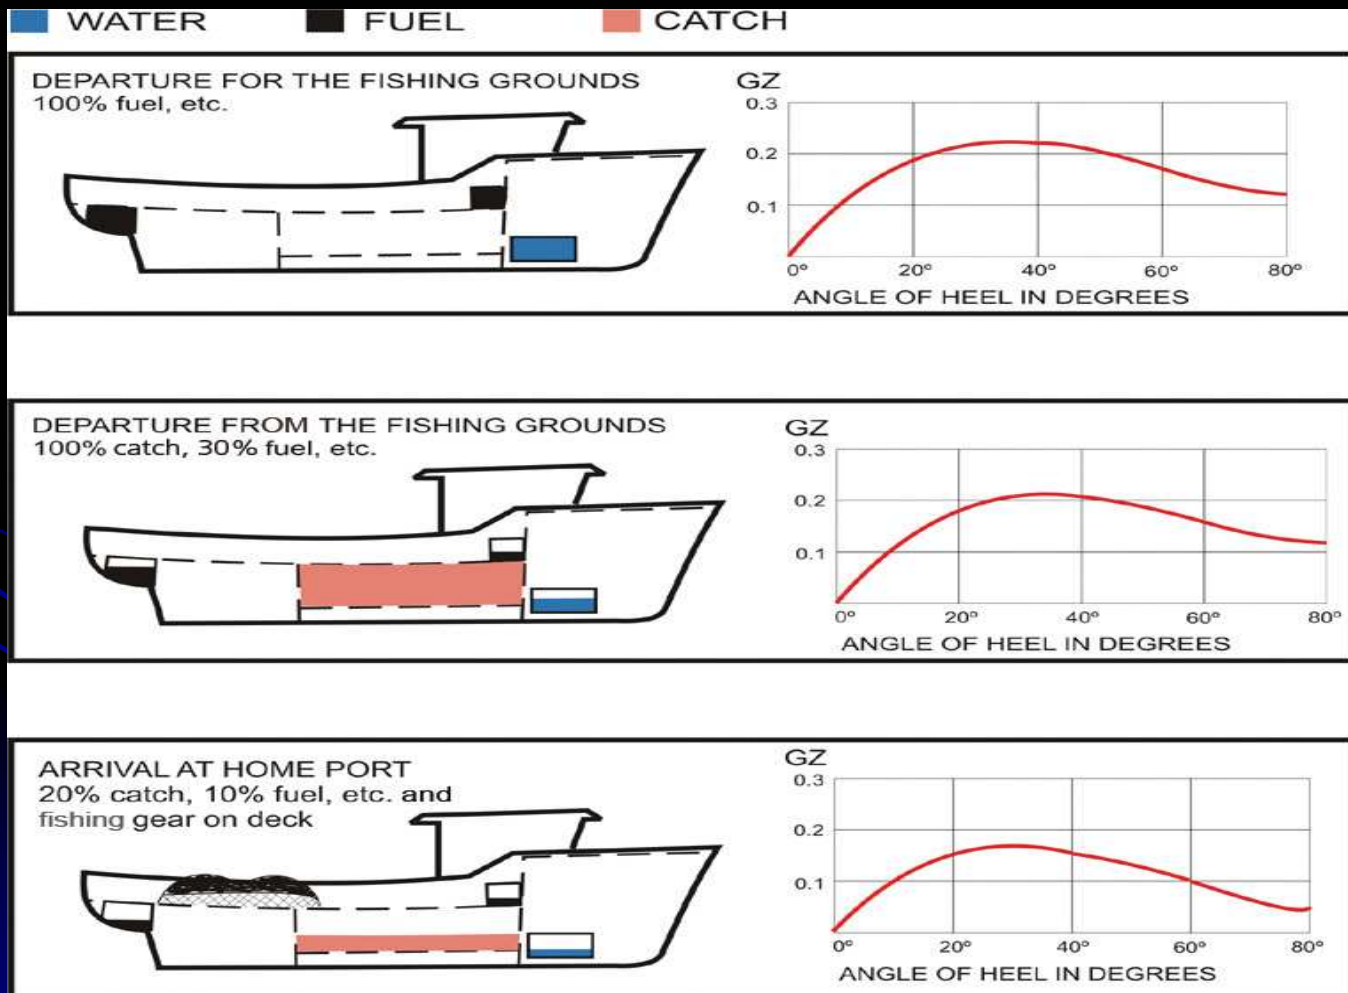 WATER FUEL CATCH
DEPARTURE FOR THE FISHING GROUNDS
100% fuel, etc.
GZ
0.3
0.2
0.1
0° 20° 40° 60° 80°
ANGLE OF HEEL IN DEGREES
DEPARTURE FROM THE FISHING GROUNDS
100% catch, 30% fuel, etc.
GZ
0.3
0.2
0.1
0° 20° 40° 60° 80°
ANGLE OF HEEL IN DEGREES
ARRIVAL AT HOME PORT
20% catch, 10% fuel, etc. and
fishing gear on deck
GZ
0.3
0.2
0.1
0° 20° 40° 60° 80°
ANGLE OF HEEL IN DEGREES